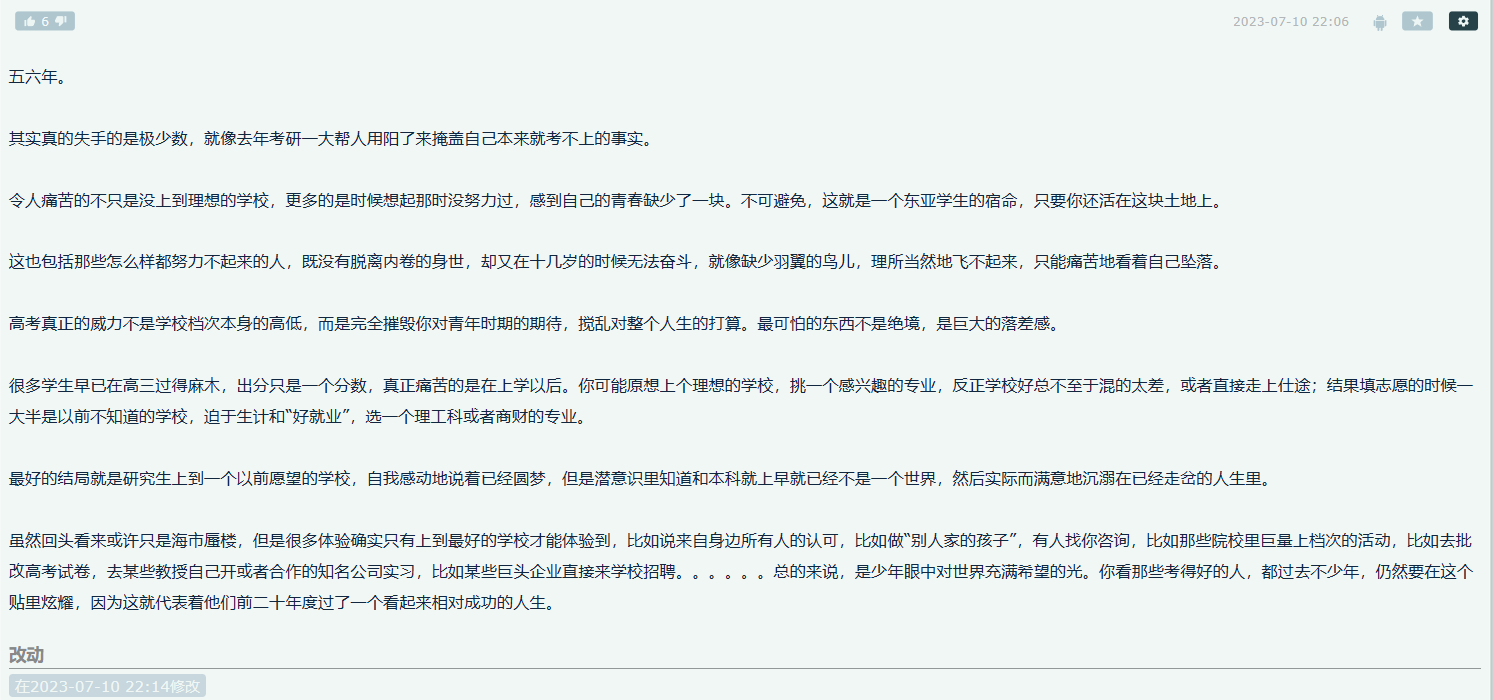 6
2023-07-10 22:06
五六年。
其实真的失手的是极少数，就像去年考研一大帮人用阳了来掩盖自己本来就考不上的事实。
令人痛苦的不只是没上到理想的学校，更多的是时候想起那时没努力过，感到自己的青春缺少了一块。不可避免，这就是一个东亚学生的宿命，只要你还活在这块土地上。
这也包括那些怎么样都努力不起来的人，既没有脱离内卷的身世，却又在十几岁的时候无法奋斗，就像缺少羽翼的鸟儿，理所当然地飞不起来，只能痛苦地看着自己坠落。
高考真正的威力不是学校档次本身的高低，而是完全摧毁你对青年时期的期待，搅乱对整个人生的打算。最可怕的东西不是绝境，是巨大的落差感。
很多学生早已在高三过得麻木，出分只是一个分数，真正痛苦的是在上学以后。你可能原想上个理想的学校，挑一个感兴趣的专业，反正学校好总不至于混的太差，或者直接走上仕途；结果填志愿的时候一
大半是以前不知道的学校，迫于生计和“好就业”，选一个理工科或者商财的专业。
最好的结局就是研究生上到一个以前愿望的学校，自我感动地说着已经圆梦，但是潜意识里知道和本科就上早就已经不是一个世界，然后实际而满意地沉溺在已经走岔的人生里。
虽然回头看来或许只是海市蜃楼，但是很多体验确实只有上到最好的学校才能体验到，比如说来自身边所有人的认可，比如做“别人家的孩子”，有人找你咨询，比如那些院校里巨量上档次的活动，比如去批
改高考试卷，去某些教授自己开或者合作的知名公司实习，比如某些巨头企业直接来学校招聘。。。。。。总的来说，是少年眼中对世界充满希望的光。你看那些考得好的人，都过去不少年，仍然要在这个
贴里炫耀，因为这就代表着他们前二十年度过了一个看起来相对成功的人生。
改动
在2023-07-10 22:14修改